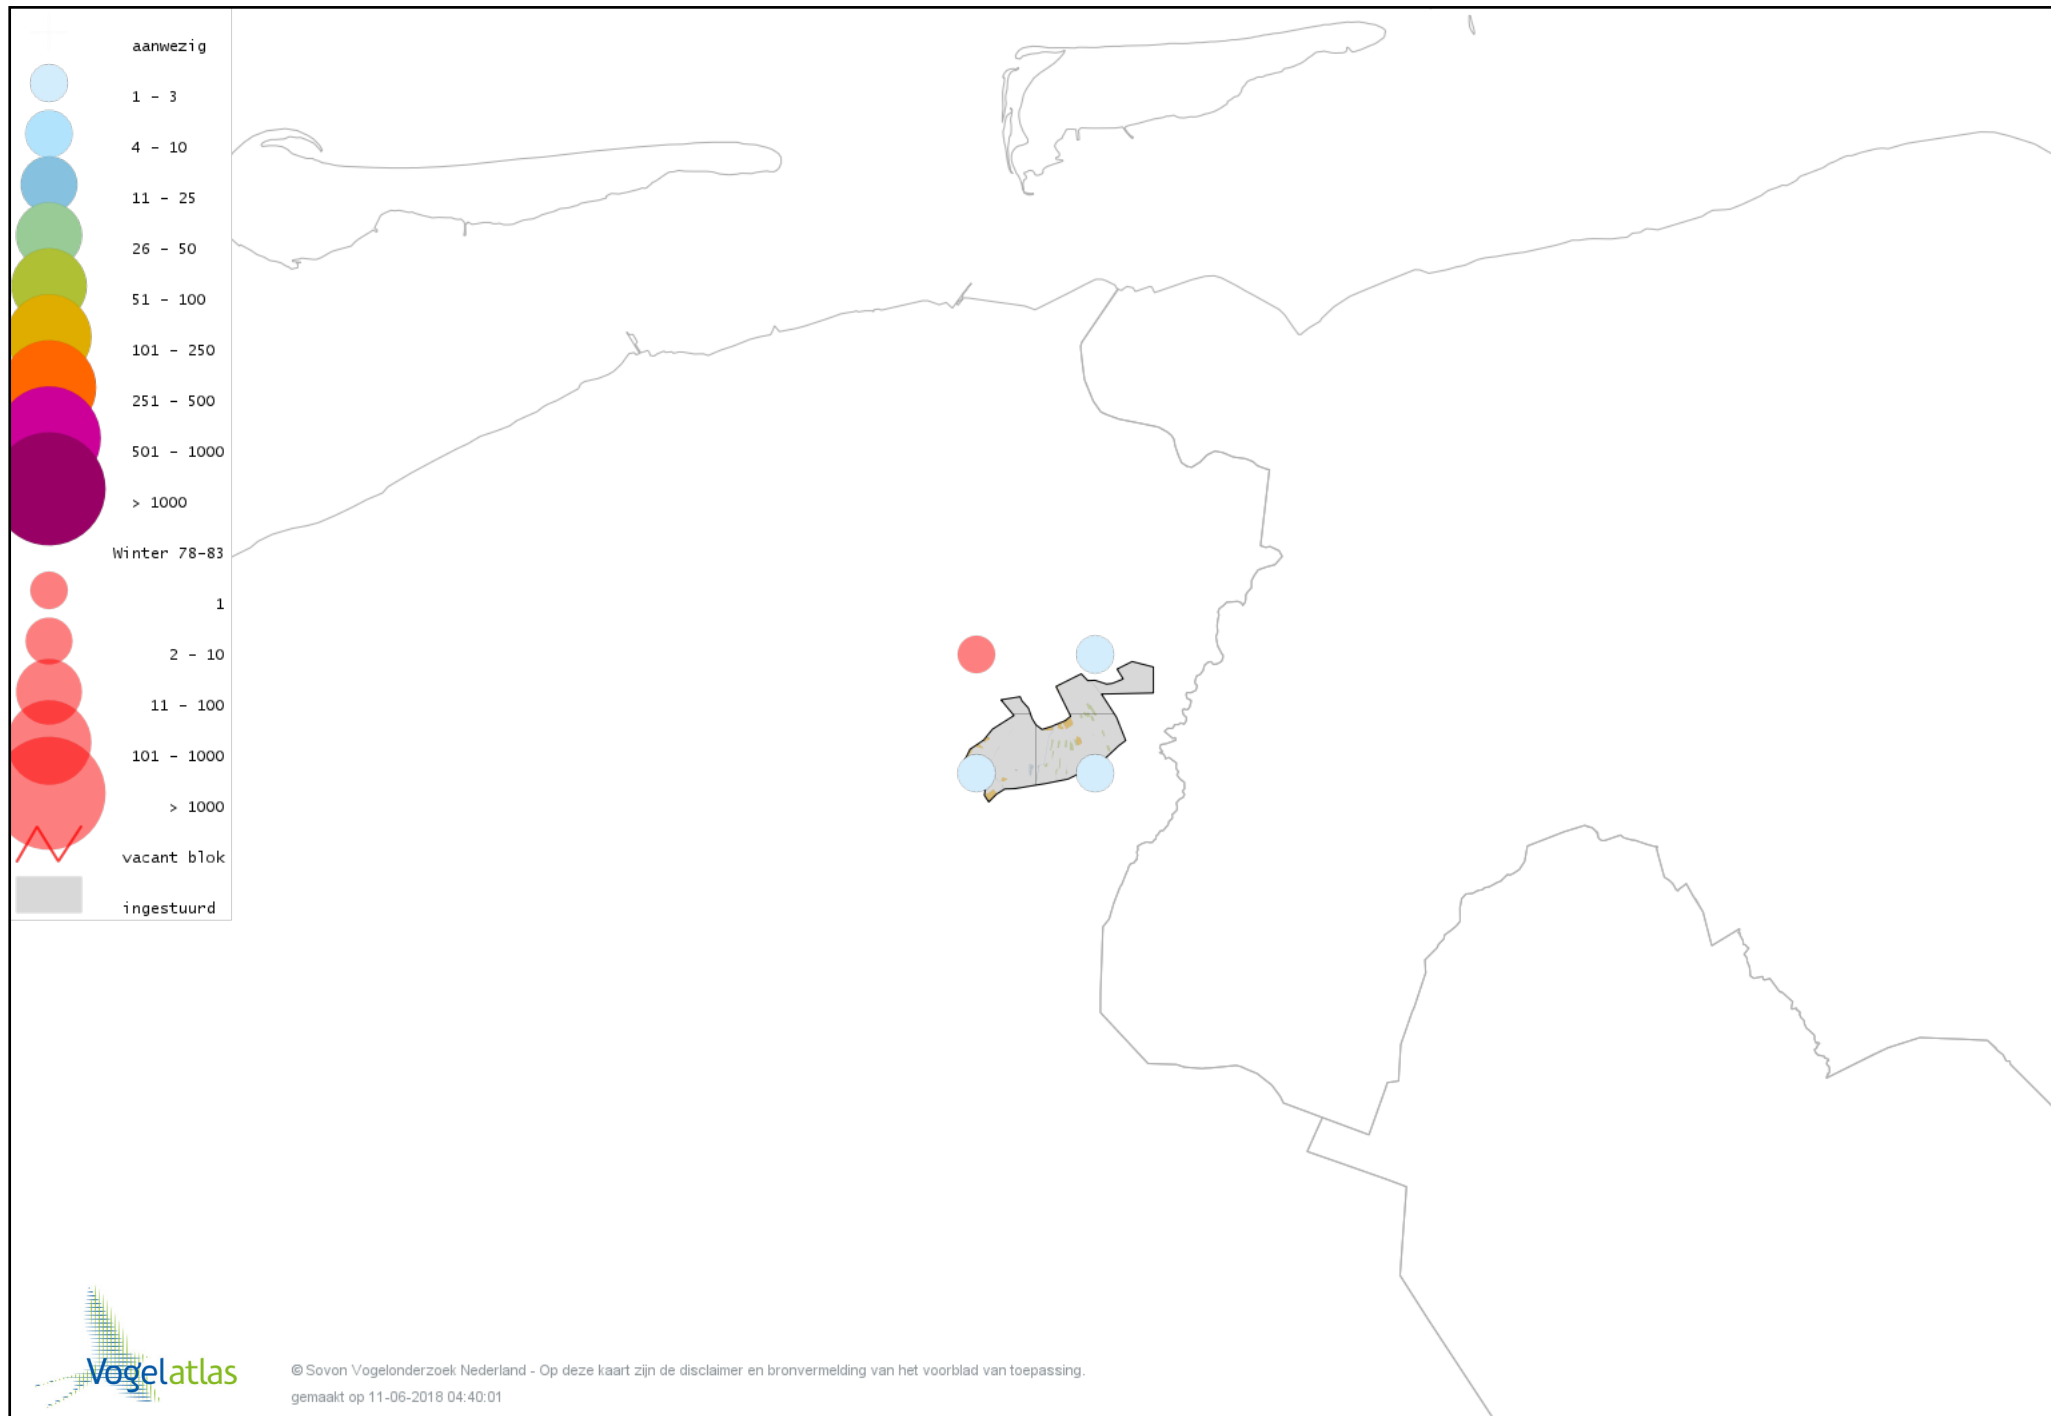 aanwezig
1 - 3
4 - 10
11 - 25
26 - 50
51 - 100
101 - 250
251 - 500
501 - 1000
> 1000
Winter 78-83
1
2 - 10
11 - 100
101 - 1000
> 1000
vacant blok
ingestuurd
Vogelatlas
© Sovon Vogelonderzoek Nederland - Op deze kaart zijn de disclaimer en bronvermelding van het voorblad van toepassing.
gemaakt op 11-06-2018 04:40:01